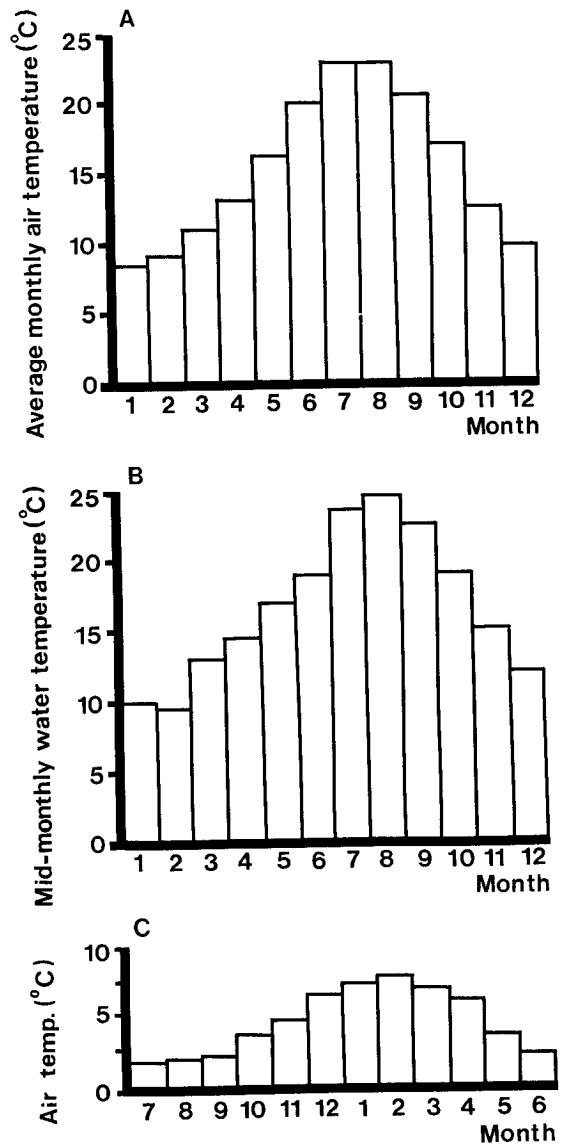 A
Average monthly air temperature (°C)
25
20
15
10
5
0
1 2 3 4 5 6 7 8 9 10 11 12
Month
B
Mid-monthly water temperature (°C)
25
20
15
10
5
0
1 2 3 4 5 6 7 8 9 10 11 12
Month
C
Air temp. (°C)
10
5
0
7 8 9 10 11 12 1 2 3 4 5 6
Month